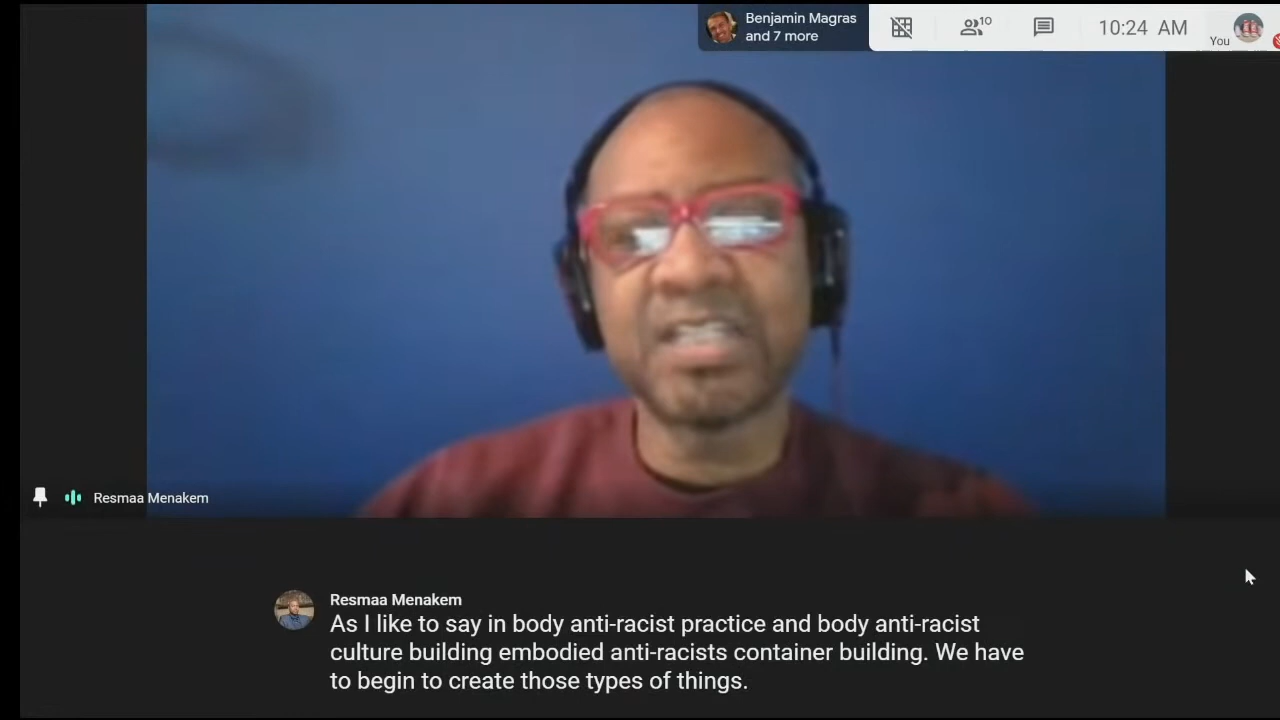 Benjamin Magras
and 7 more
10
10:24 AM
You
Resmaa Menakem
Resmaa Menakem
As I like to say in body anti-racist practice and body anti-racist
culture building embodied anti-racists container building. We have
to begin to create those types of things.